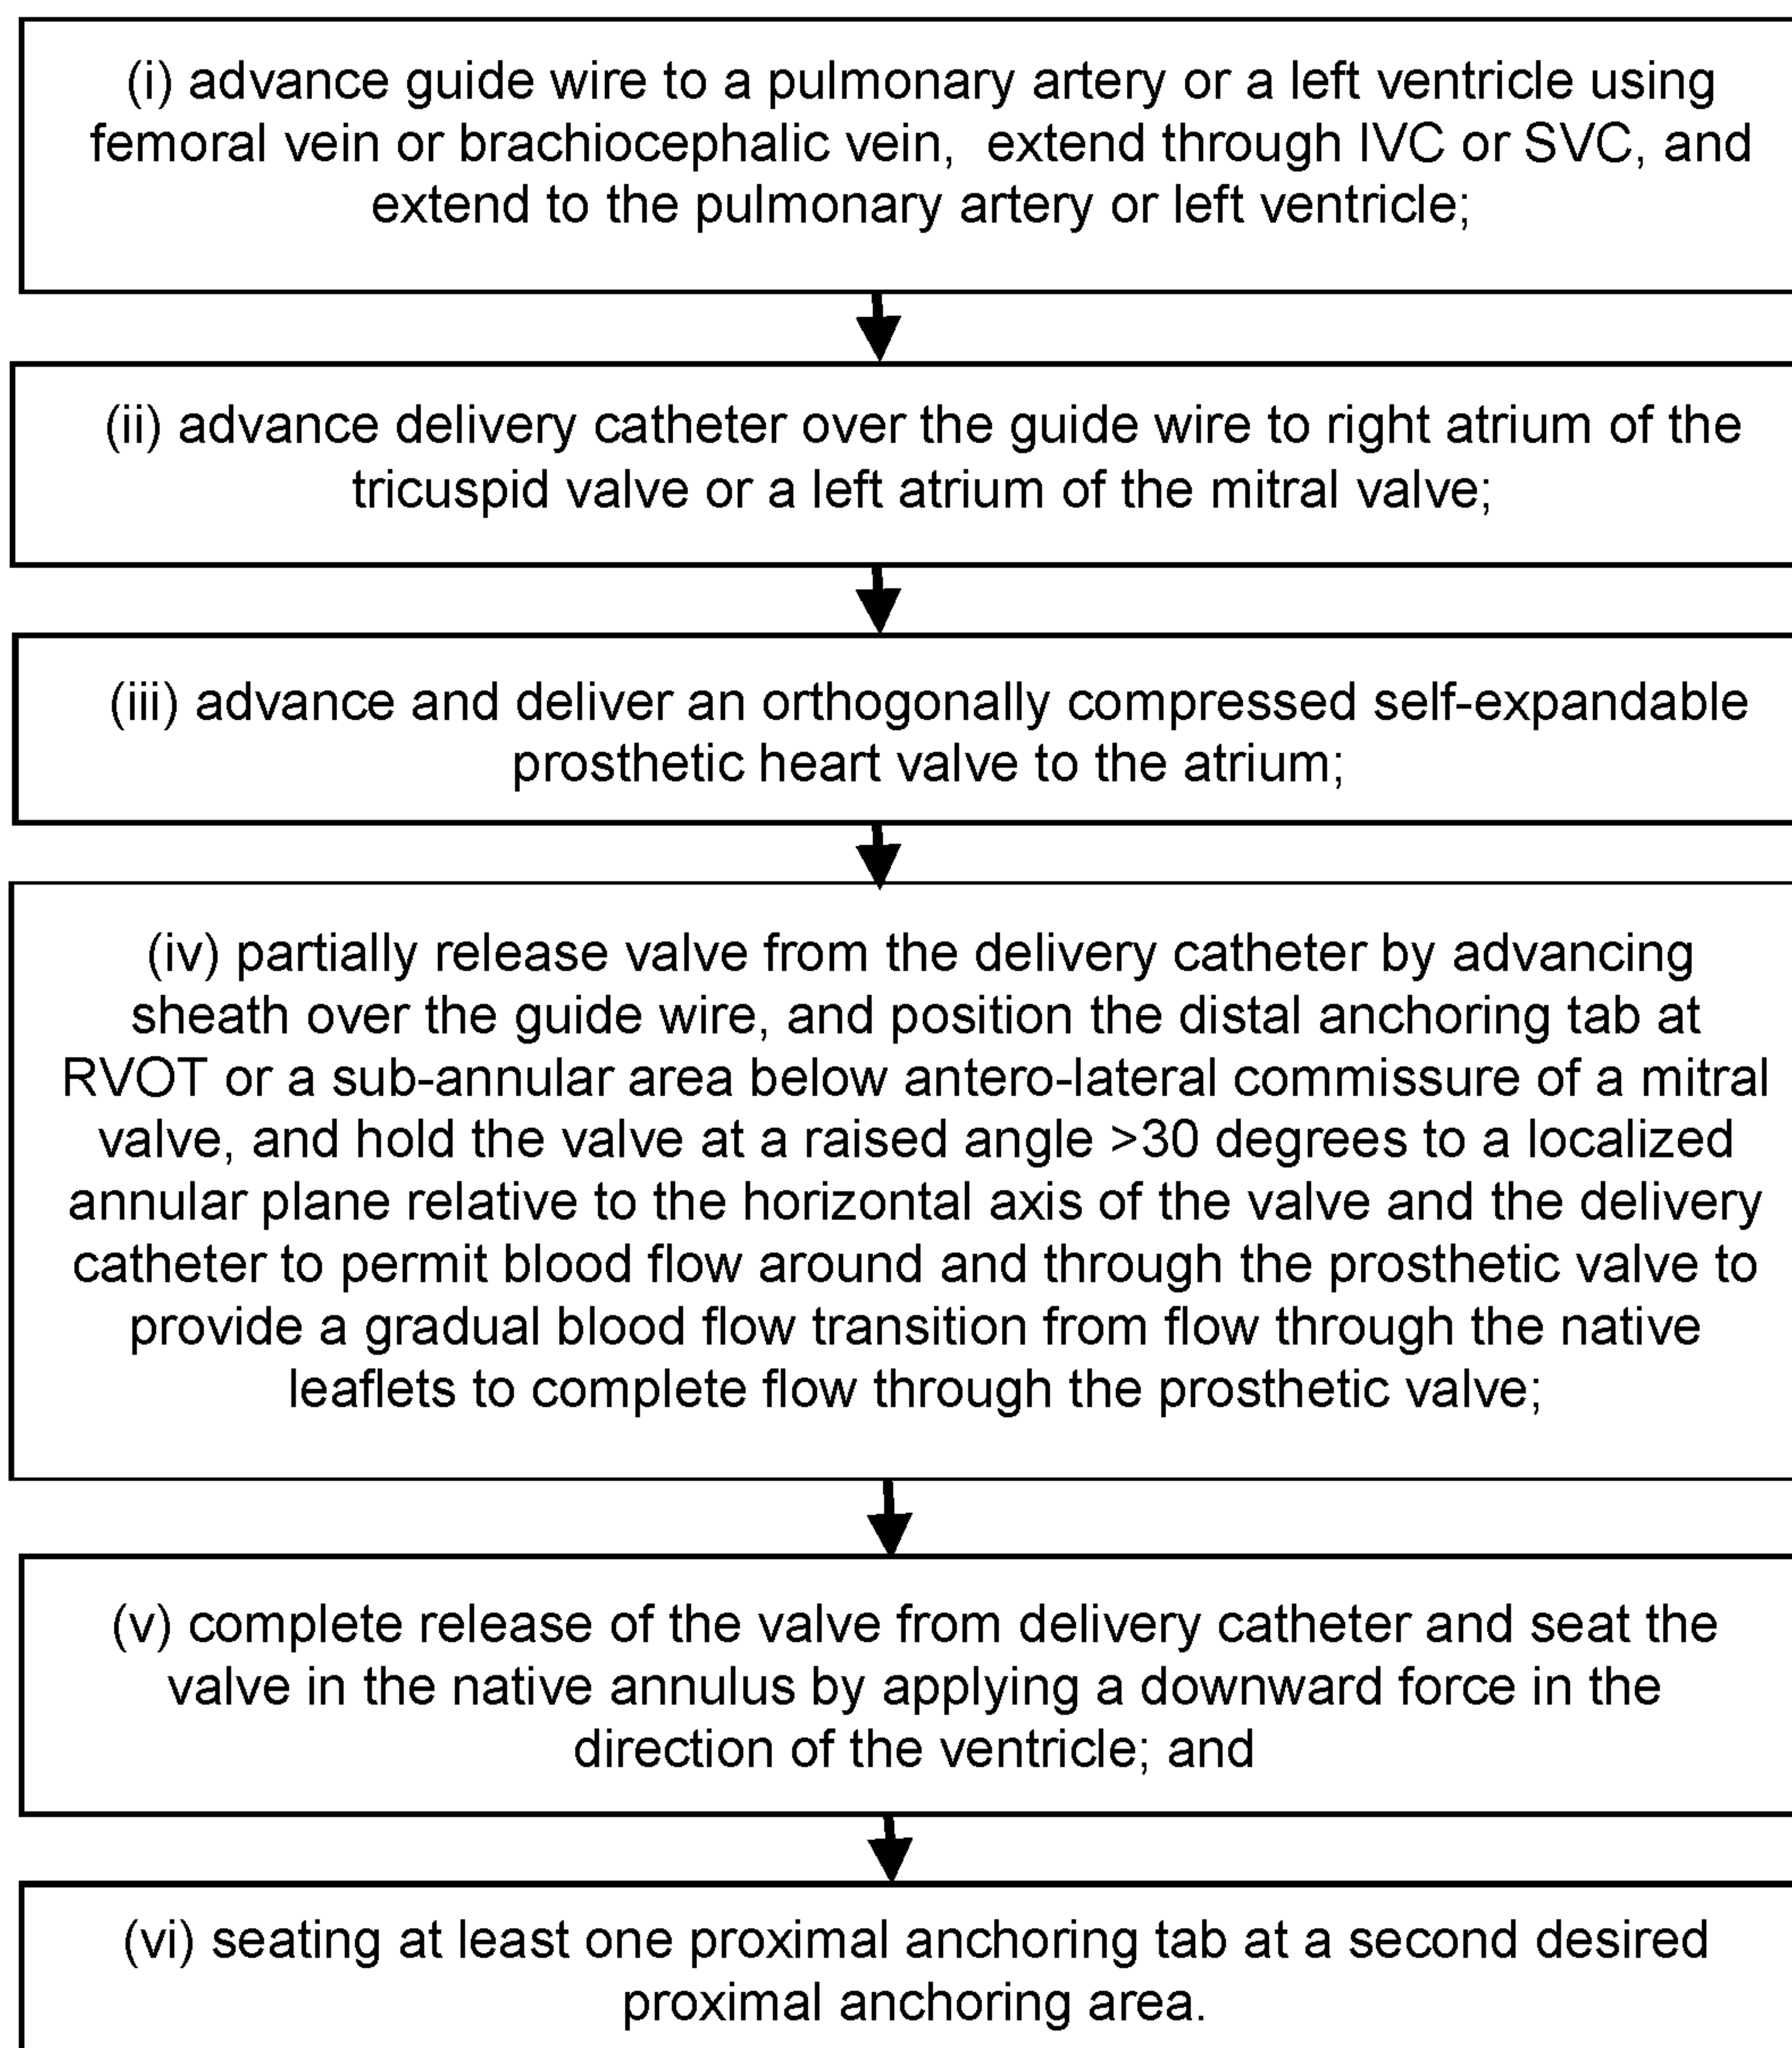 (i) advance guide wire to a pulmonary artery or a left ventricle using
femoral vein or brachiocephalic vein,  extend through IVC or SVC, and
extend to the pulmonary artery or left ventricle;
(ii) advance delivery catheter over the guide wire to right atrium of the
tricuspid valve or a left atrium of the mitral valve;
(iii) advance and deliver an orthogonally compressed self-expandable
prosthetic heart valve to the atrium;
(iv) partially release valve from the delivery catheter by advancing
sheath over the guide wire, and position the distal anchoring tab at
RVOT or a sub-annular area below antero-lateral commissure of a mitral
valve, and hold the valve at a raised angle >30 degrees to a localized
annular plane relative to the horizontal axis of the valve and the delivery
catheter to permit blood flow around and through the prosthetic valve to
provide a gradual blood flow transition from flow through the native
leaflets to complete flow through the prosthetic valve;
(v) complete release of the valve from delivery catheter and seat the
valve in the native annulus by applying a downward force in the
direction of the ventricle; and
(vi) seating at least one proximal anchoring tab at a second desired
proximal anchoring area.